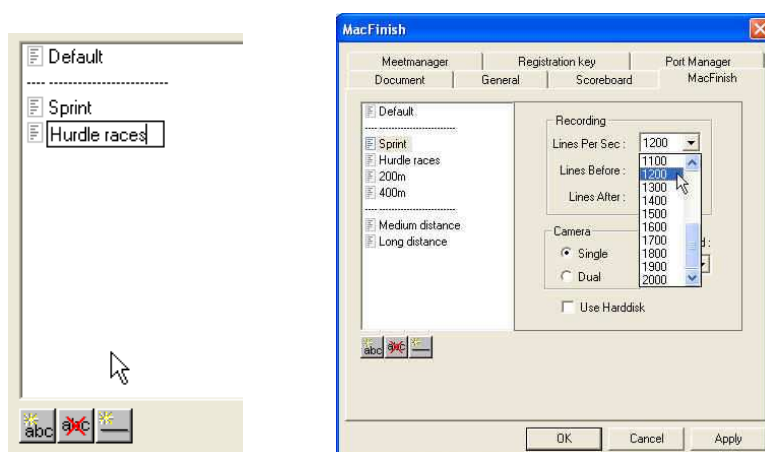 Default
---- ------------------------
Sprint
Hurdle races
abc abc
MacFinish
Meetmanager Registration key Port Manager
Document General Scoreboard MacFinish
Default
---- ------------------------
Sprint
Hurdle races
200m
400m
---- ------------------------
Medium distance
Long distance
abc abc
Recording
Lines Per Sec : 1200
Lines Before :
Lines After :
1100
1200
1300
1400
1500
1600
1700
1800
1900
2000
Camera
Single
Dual
Use Harddisk
OK Cancel Apply